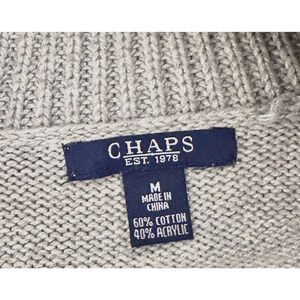 CHAPS
EST. 1978
M
MADE IN
CHINA
60% COTTON
40% ACRYLIC